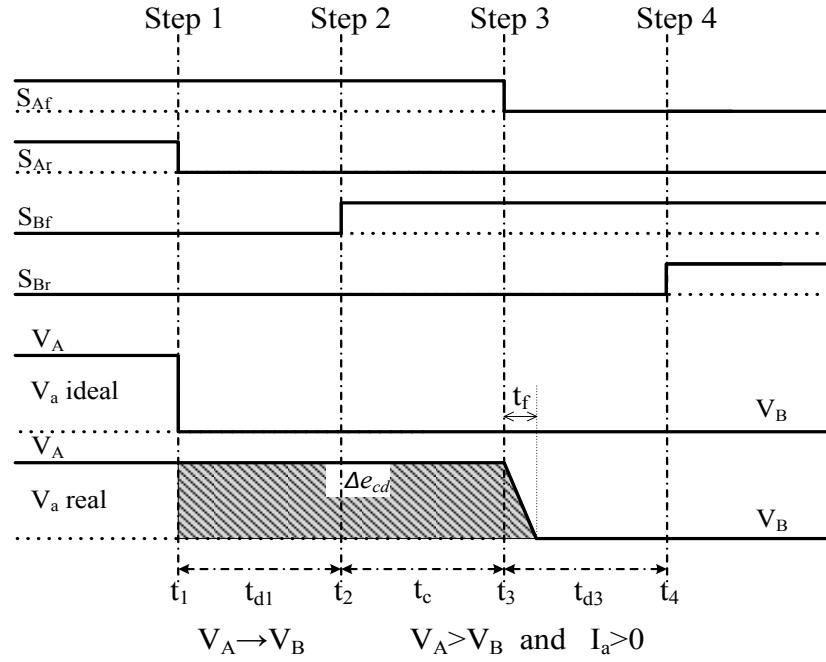 Step 1 Step 2 Step 3 Step 4
S_Af
S_Ar
S_Bf
S_Br
V_A
V_a ideal
t_f
V_B
V_A
Δe_cd
V_a real
V_B
t_1 t_d1 t_2 t_c t_3 t_d3 t_4
V_A→V_B V_A>V_B and I_a>0